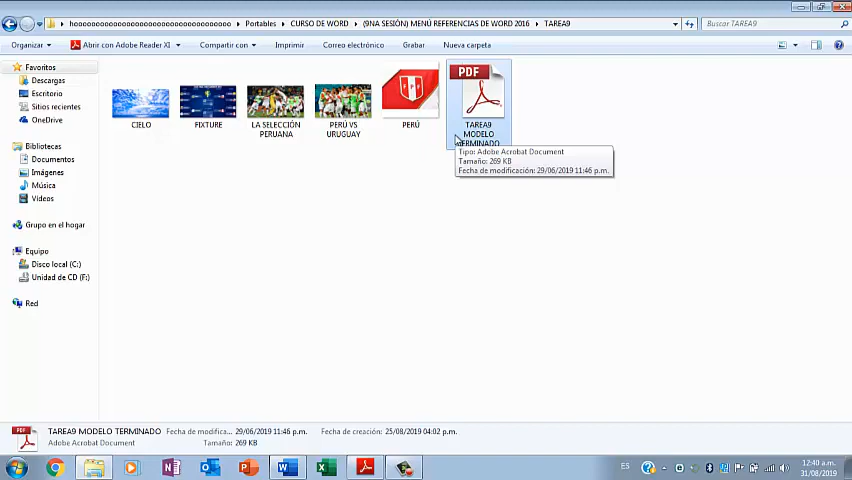 hooooooooooooooooooooooooooooooooo ▸ Portables ▸ CURSO DE WORD ▸ (9NA SESIÓN) MENÚ REFERENCIAS DE WORD 2016 ▸ TAREA9
Buscar TAREA9
Organizar Abrir con Adobe Reader XI Compartir con Imprimir Correo electrónico Grabar Nueva carpeta
Favoritos
Descargas
Escritorio
Sitios recientes
OneDrive
Bibliotecas
Documentos
Imágenes
Música
Vídeos
Grupo en el hogar
Equipo
Disco local (C:)
Unidad de CD (F:)
Red
CIELO
FIXTURE
LA SELECCIÓN
PERUANA
PERÚ VS
URUGUAY
PERÚ
PDF
TAREA9
MODELO
TERMINADO
Tipo: Adobe Acrobat Document
Tamaño: 269 KB
Fecha de modificación: 29/06/2019 11:46 p.m.
PDF
TAREA9 MODELO TERMINADO Fecha de modifica... 29/06/2019 11:46 p.m. Fecha de creación: 25/08/2019 04:02 p.m.
Adobe Acrobat Document Tamaño: 269 KB
ES
12:40 a.m.
31/08/2019